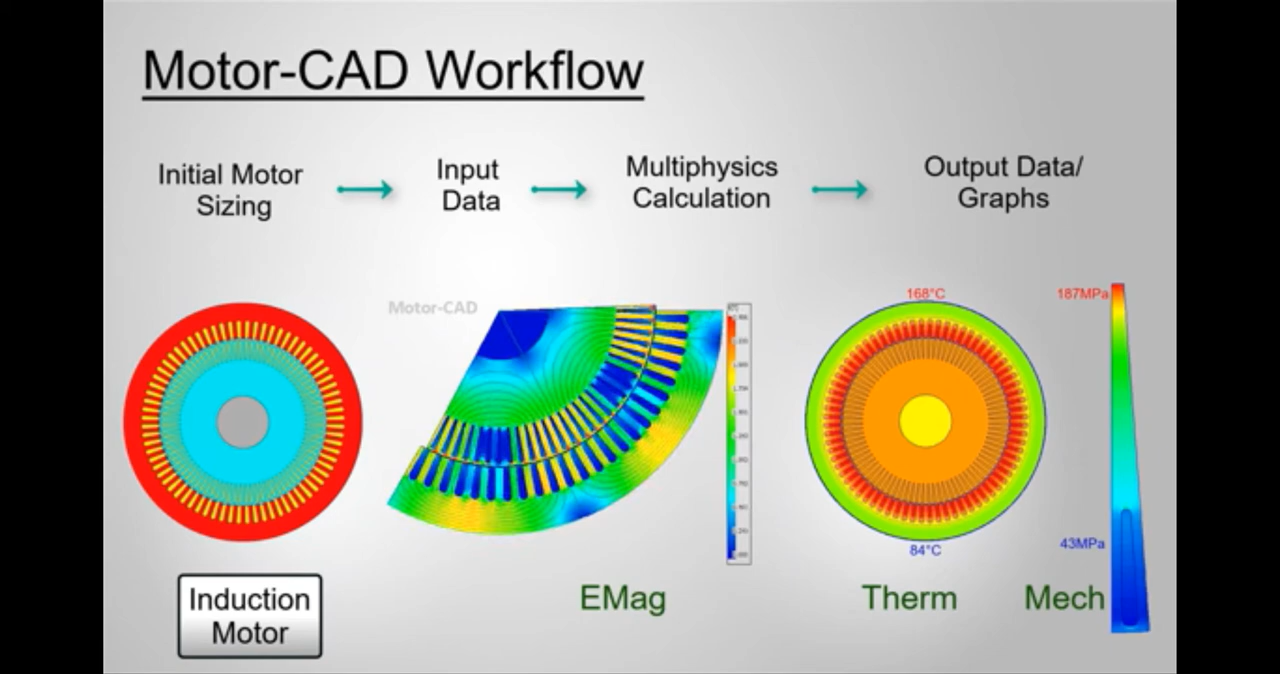 Motor-CAD Workflow
Initial Motor
Sizing
Input
Data
Multiphysics
Calculation
Output Data/
Graphs
Motor-CAD
168°C
187MPa
84°C
43MPa
Induction
Motor
EMag
Therm
Mech